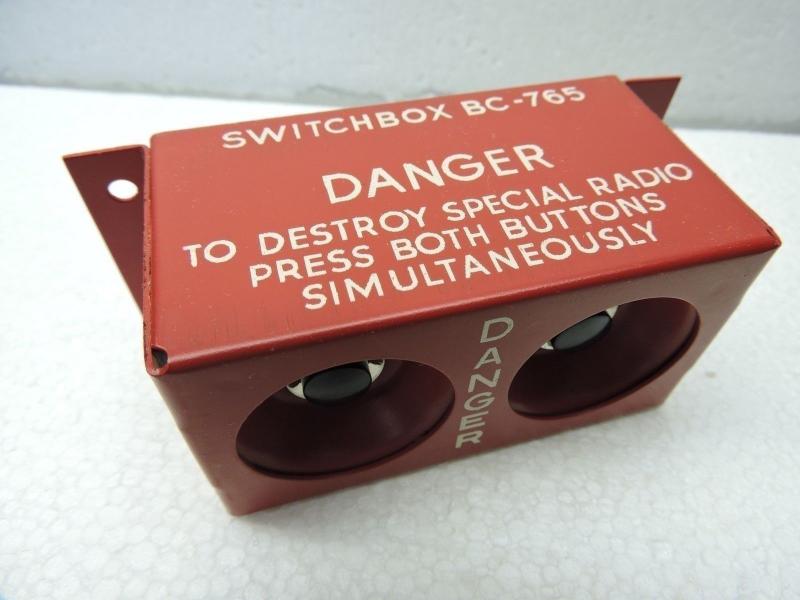 SWITCHBOX BC-765
DANGER
TO DESTROY SPECIAL RADIO
PRESS BOTH BUTTONS
SIMULTANEOUSLY
DANGER